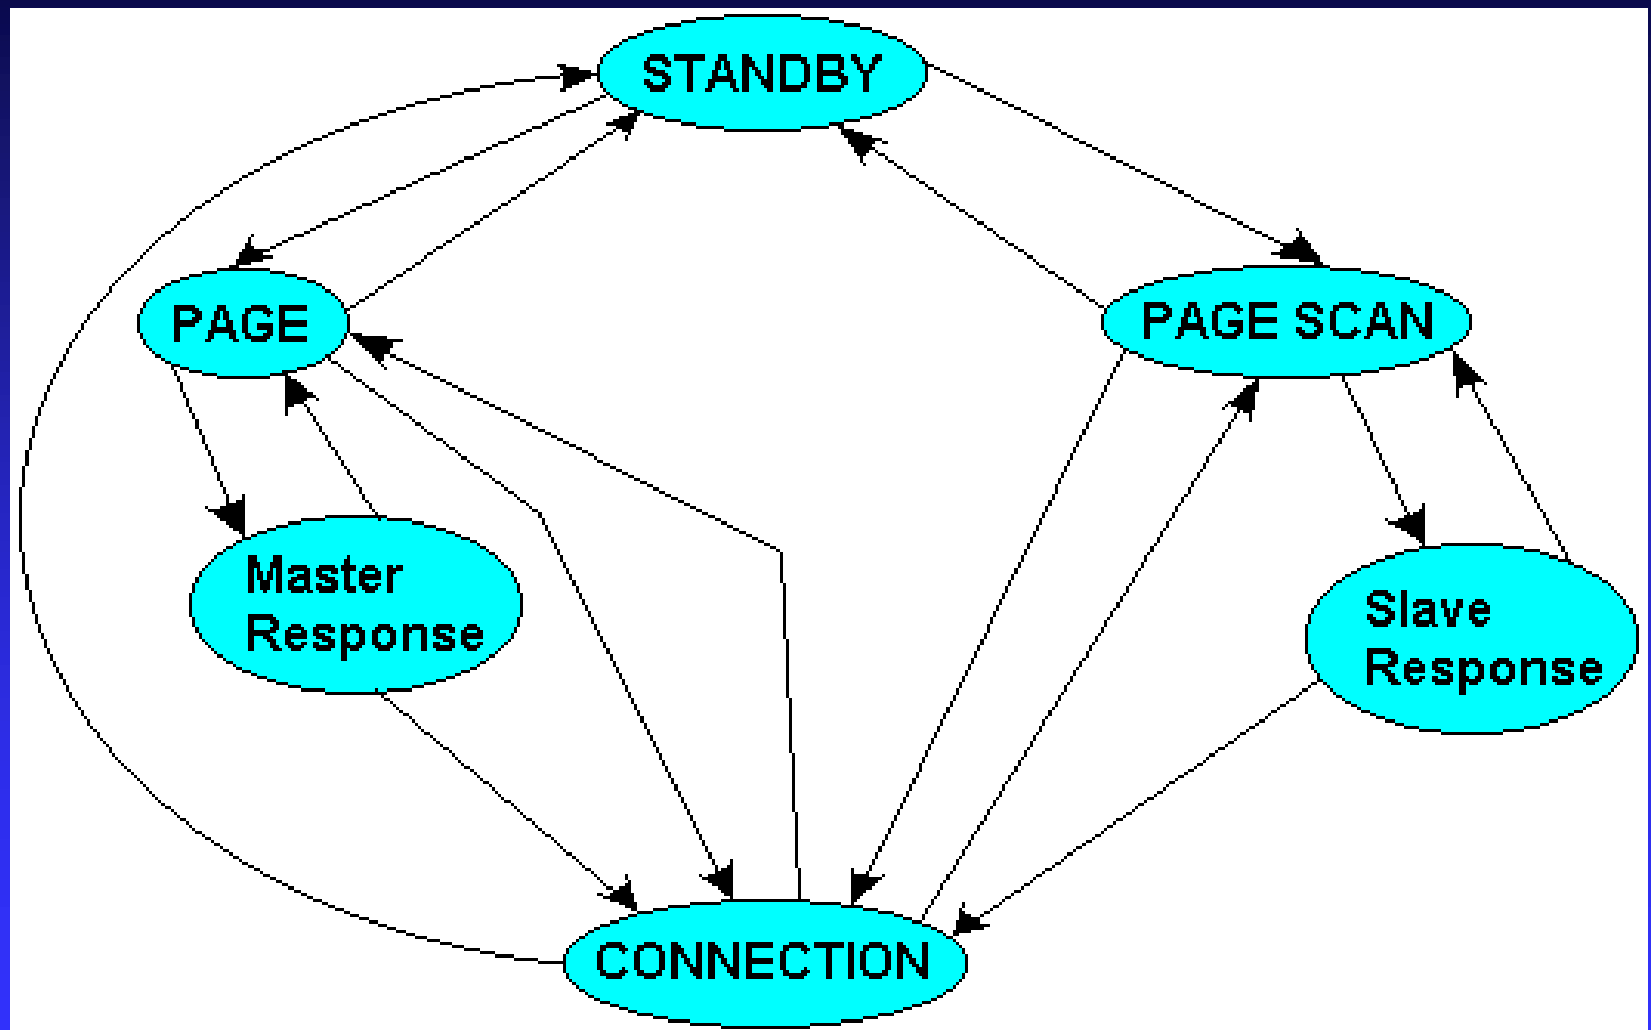 STANDBY
PAGE
PAGE SCAN
Master
Response
Slave
Response
CONNECTION